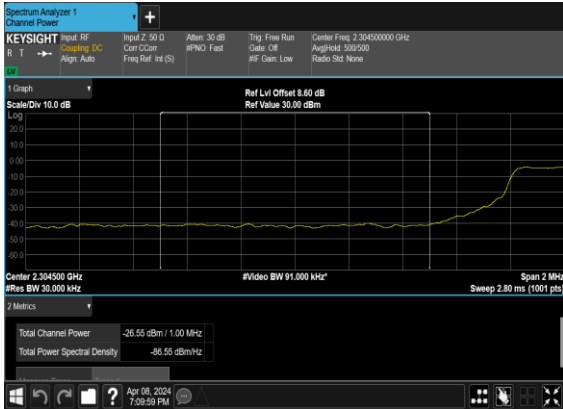 Spectrum Analyzer 1
Channel Power
+
KEYSIGHT Input: RF Input Z: 50 Ω Atten: 30 dB Trig: Free Run Center Freq: 2.304500000 GHz
R T Coupling: DC Corr CCorr #PNO: Fast Gate: Off Avg|Hold: 500/500
Align: Auto Freq Ref: Int (S) #IF Gain: Low Radio Std: None
1 Graph
Scale/Div 10.0 dB Ref Lvl Offset 8.60 dB
Ref Value 30.00 dBm
Log
20.0
10.0
0.00
-10.0
-20.0
-30.0
-40.0
-50.0
-60.0
Center 2.304500 GHz #Video BW 91.000 kHz* Span 2 MHz
#Res BW 30.000 kHz Sweep 2.80 ms (1001 pts)
2 Metrics
Total Channel Power -26.55 dBm / 1.00 MHz
Total Power Spectral Density -86.55 dBm/Hz
? Apr 08, 2024
7:09:59 PM